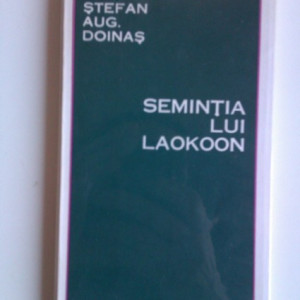 ŞTEFAN
AUG.
DOINAŞ
SEMINŢIA
LUI
LAOKOON